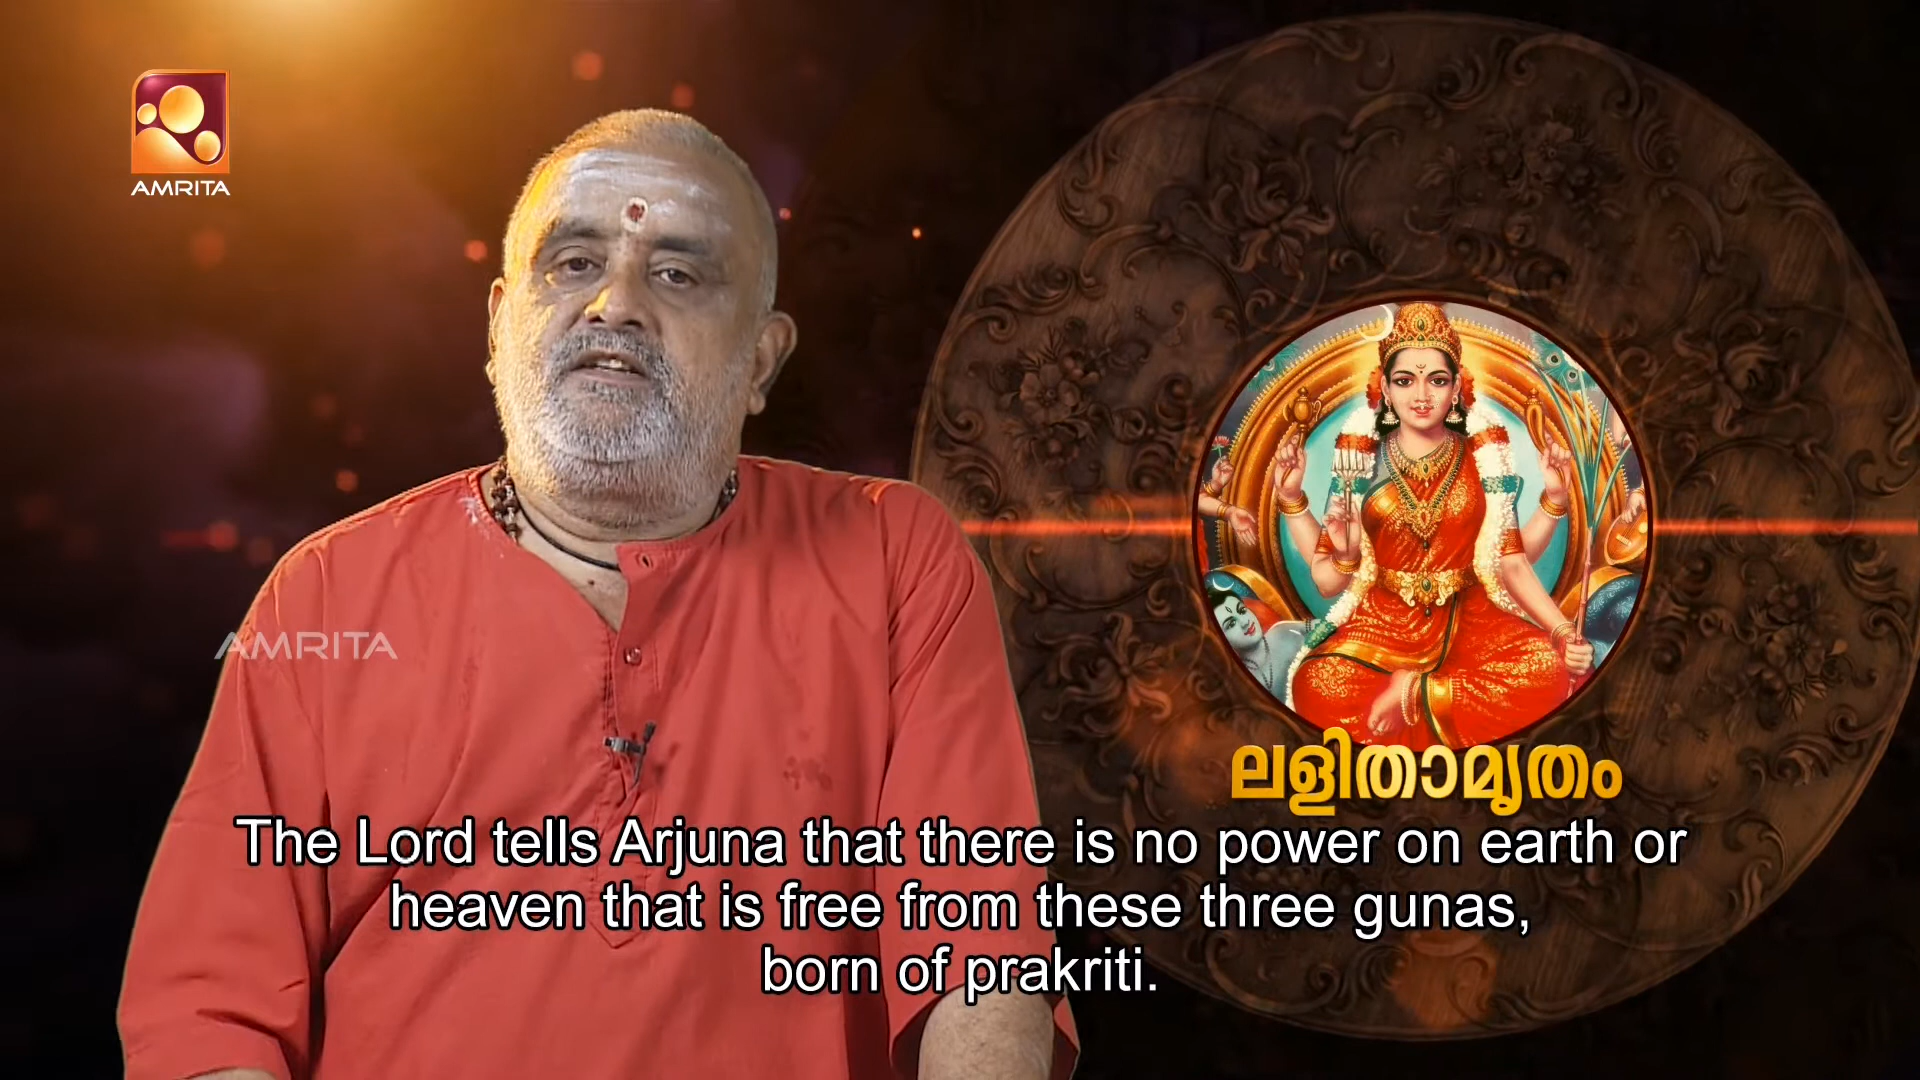 AMRITA
AMRITA
ലളിതാമൃതം
The Lord tells Arjuna that there is no power on earth or
heaven that is free from these three gunas,
born of prakriti.